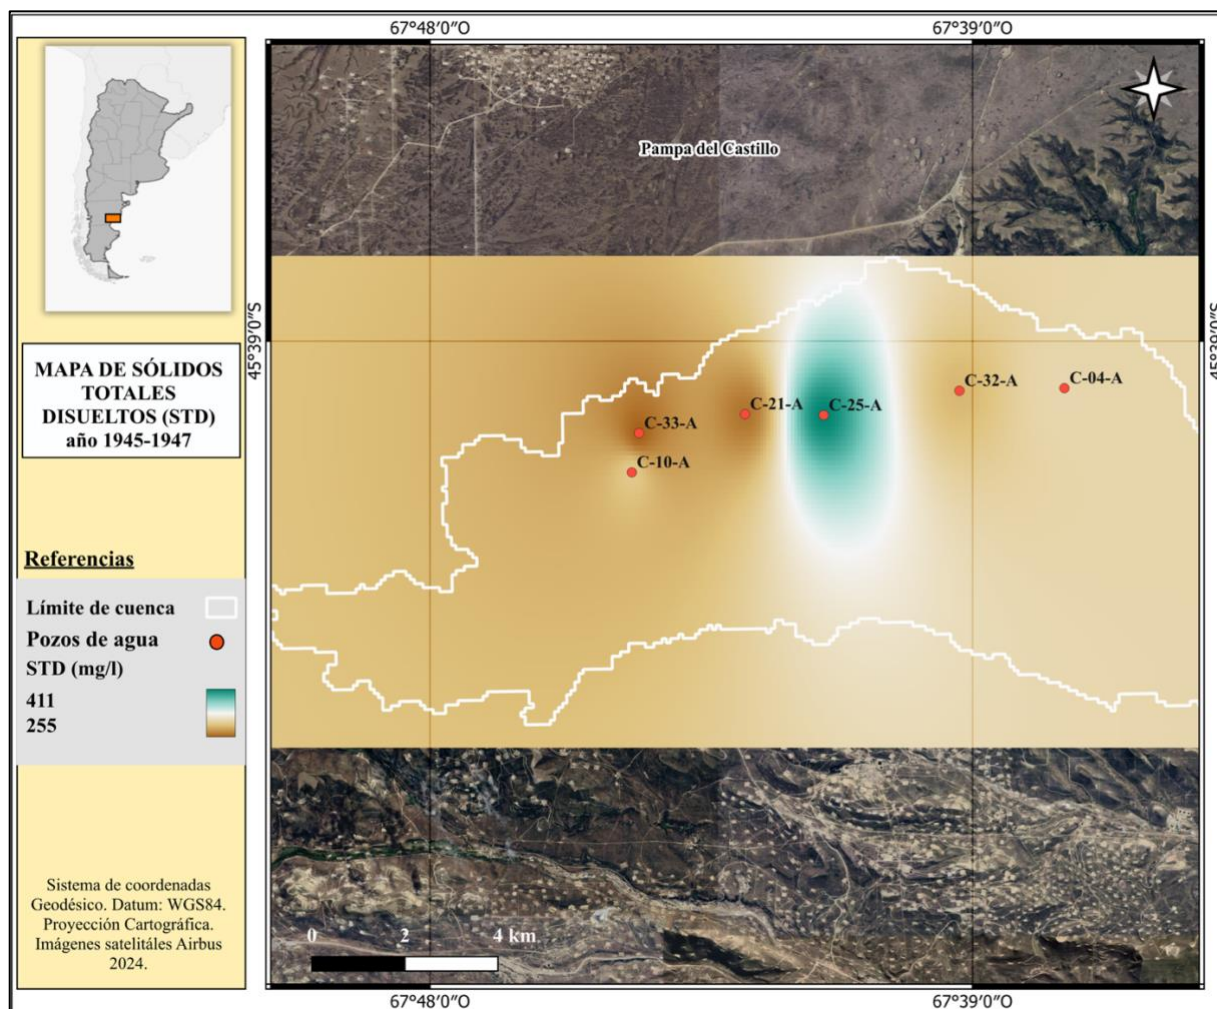 67°48'0"O
67°39'0"O
Pampa del Castillo
45°39'0"S
45°39'0"S
MAPA DE SÓLIDOS
TOTALES
DISUELTOS (STD)
año 1945-1947
C-33-A
C-10-A
C-21-A
C-25-A
C-32-A
C-04-A
Referencias
Límite de cuenca
Pozos de agua
STD (mg/l)
411
255
Sistema de coordenadas
Geodésico. Datum: WGS84.
Proyección Cartográfica.
Imágenes satelitáles Airbus
2024.
0 2 4 km
67°48'0"O
67°39'0"O